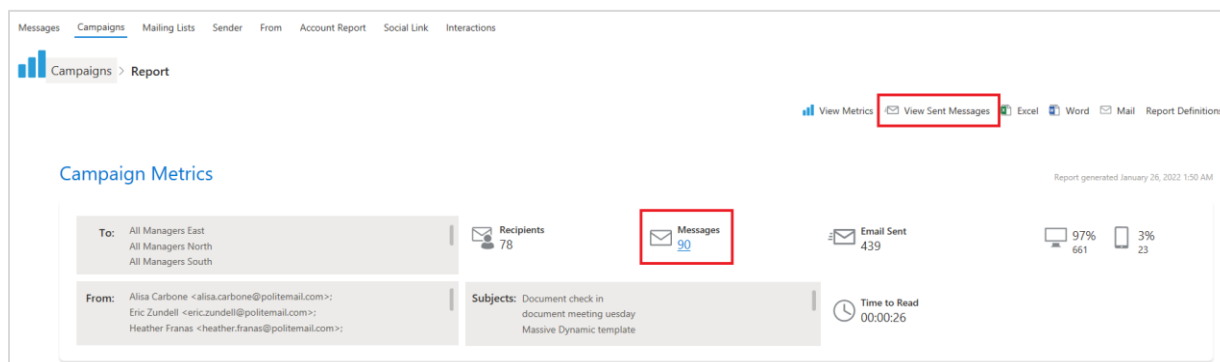 Messages Campaigns Mailing Lists Sender From Account Report Social Link Interactions
Campaigns > Report
View Metrics View Sent Messages Excel Word Mail Report Definitions
Campaign Metrics
Report generated January 26, 2022 1:50 AM
To: All Managers East
All Managers North
All Managers South
Recipients
78
Messages
90
Email Sent
439
97%
661
3%
23
From: Alisa Carbone <alisa.carbone@politemail.com>;
Eric Zundell <eric.zundell@politemail.com>;
Heather Franas <heather.franas@politemail.com>;
Subjects: Document check in
document meeting uesday
Massive Dynamic template
Time to Read
00:00:26